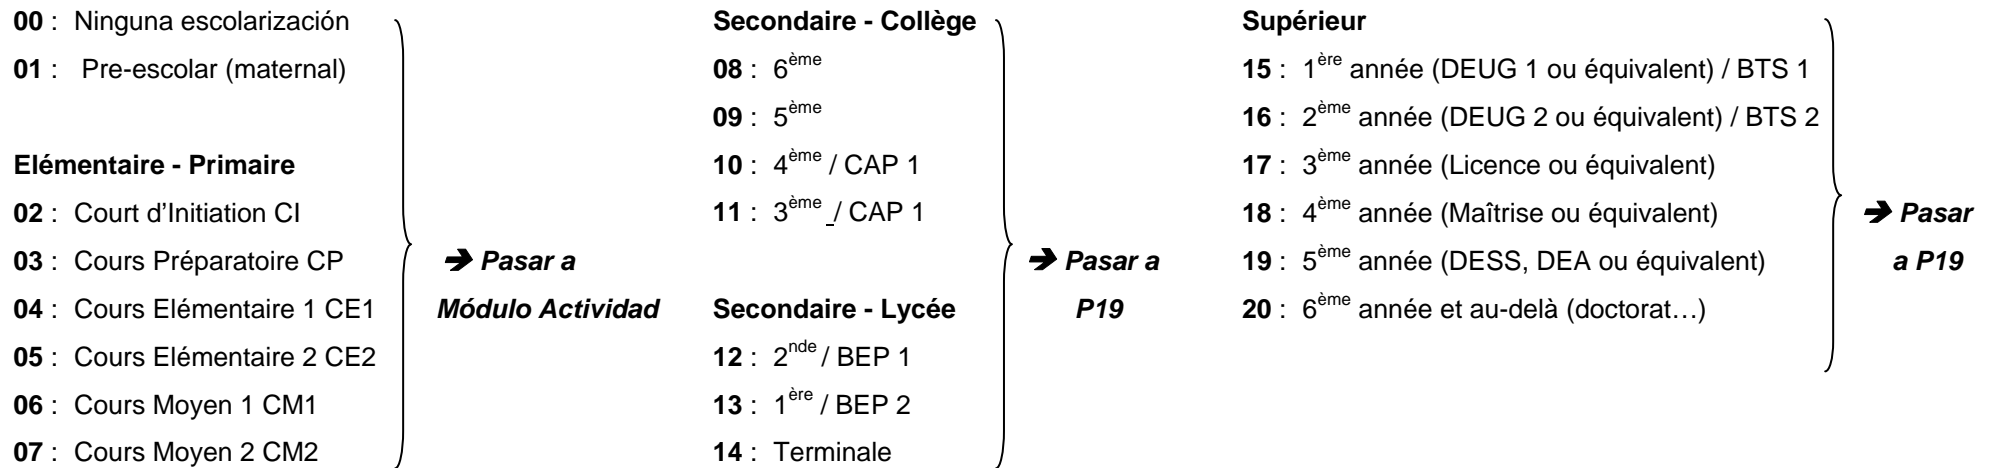 00 : Ninguna escolarización
01 : Pre-escolar (maternal)
Elémentaire - Primaire
02 : Court d’Initiation CI
03 : Cours Préparatoire CP
04 : Cours Elémentaire 1 CE1
05 : Cours Elémentaire 2 CE2
06 : Cours Moyen 1 CM1
07 : Cours Moyen 2 CM2
➔ Pasar a
Módulo Actividad
Secondaire - Collège
08 : 6ème
09 : 5ème
10 : 4ème / CAP 1
11 : 3ème / CAP 1
Secondaire - Lycée
12 : 2nde / BEP 1
13 : 1ère / BEP 2
14 : Terminale
➔ Pasar a
P19
Supérieur
15 : 1ère année (DEUG 1 ou équivalent) / BTS 1
16 : 2ème année (DEUG 2 ou équivalent) / BTS 2
17 : 3ème année (Licence ou équivalent)
18 : 4ème année (Maîtrise ou équivalent)
19 : 5ème année (DESS, DEA ou équivalent)
20 : 6ème année et au-delà (doctorat…)
➔ Pasar
a P19